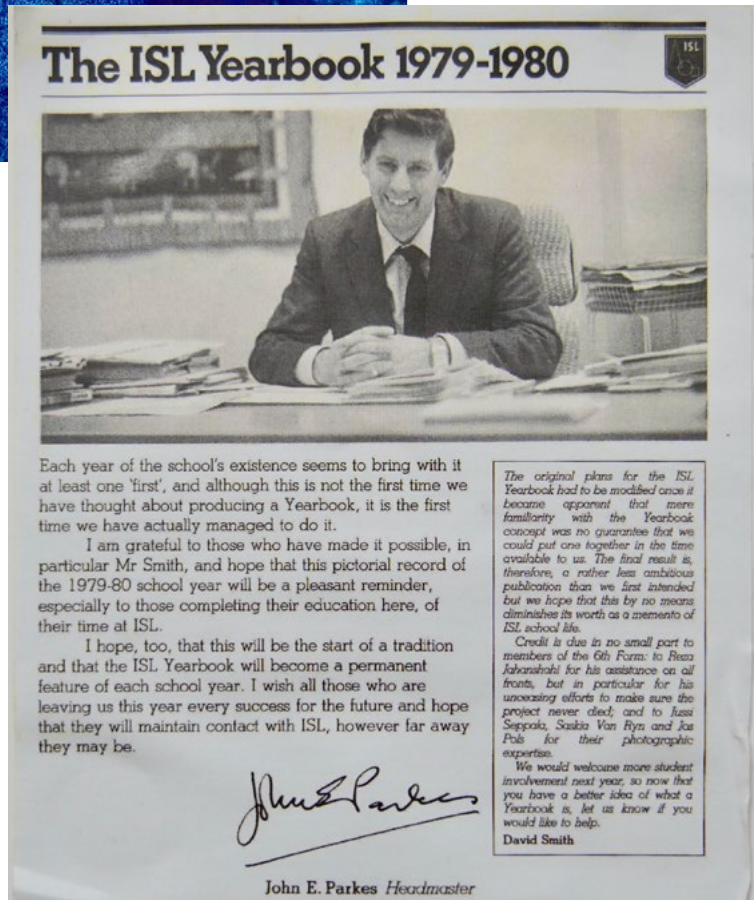 The ISL Yearbook 1979-1980
ISL
Each year of the school's existence seems to bring with it
at least one 'first', and although this is not the first time we
have thought about producing a Yearbook, it is the first
time we have actually managed to do it.
I am grateful to those who have made it possible, in
particular Mr Smith, and hope that this pictorial record of
the 1979-80 school year will be a pleasant reminder,
especially to those completing their education here, of
their time at ISL.
I hope, too, that this will be the start of a tradition
and that the ISL Yearbook will become a permanent
feature of each school year. I wish all those who are
leaving us this year every success for the future and hope
that they will maintain contact with ISL, however far away
they may be.
John E Parkes
John E. Parkes Headmaster
The original plans for the ISL
Yearbook had to be modified once it
became apparent that mere
familiarity with the Yearbook
concept was no guarantee that we
could put one together in the time
available to us. The final result is,
therefore, a rather less ambitious
publication than we first intended
but we hope that this by no means
diminishes its worth as a memento of
ISL school life.
Credit is due in no small part to
members of the 6th Form: to Reza
Jahanshahi for his assistance on all
fronts, but in particular for his
unceasing efforts to make sure the
project never died; and to Jussi
Seppala, Saskia Van Ryn and Jos
Pols for their photographic
expertise.
We would welcome more student
involvement next year, so now that
you have a better idea of what a
Yearbook is, let us know if you
would like to help.
David Smith